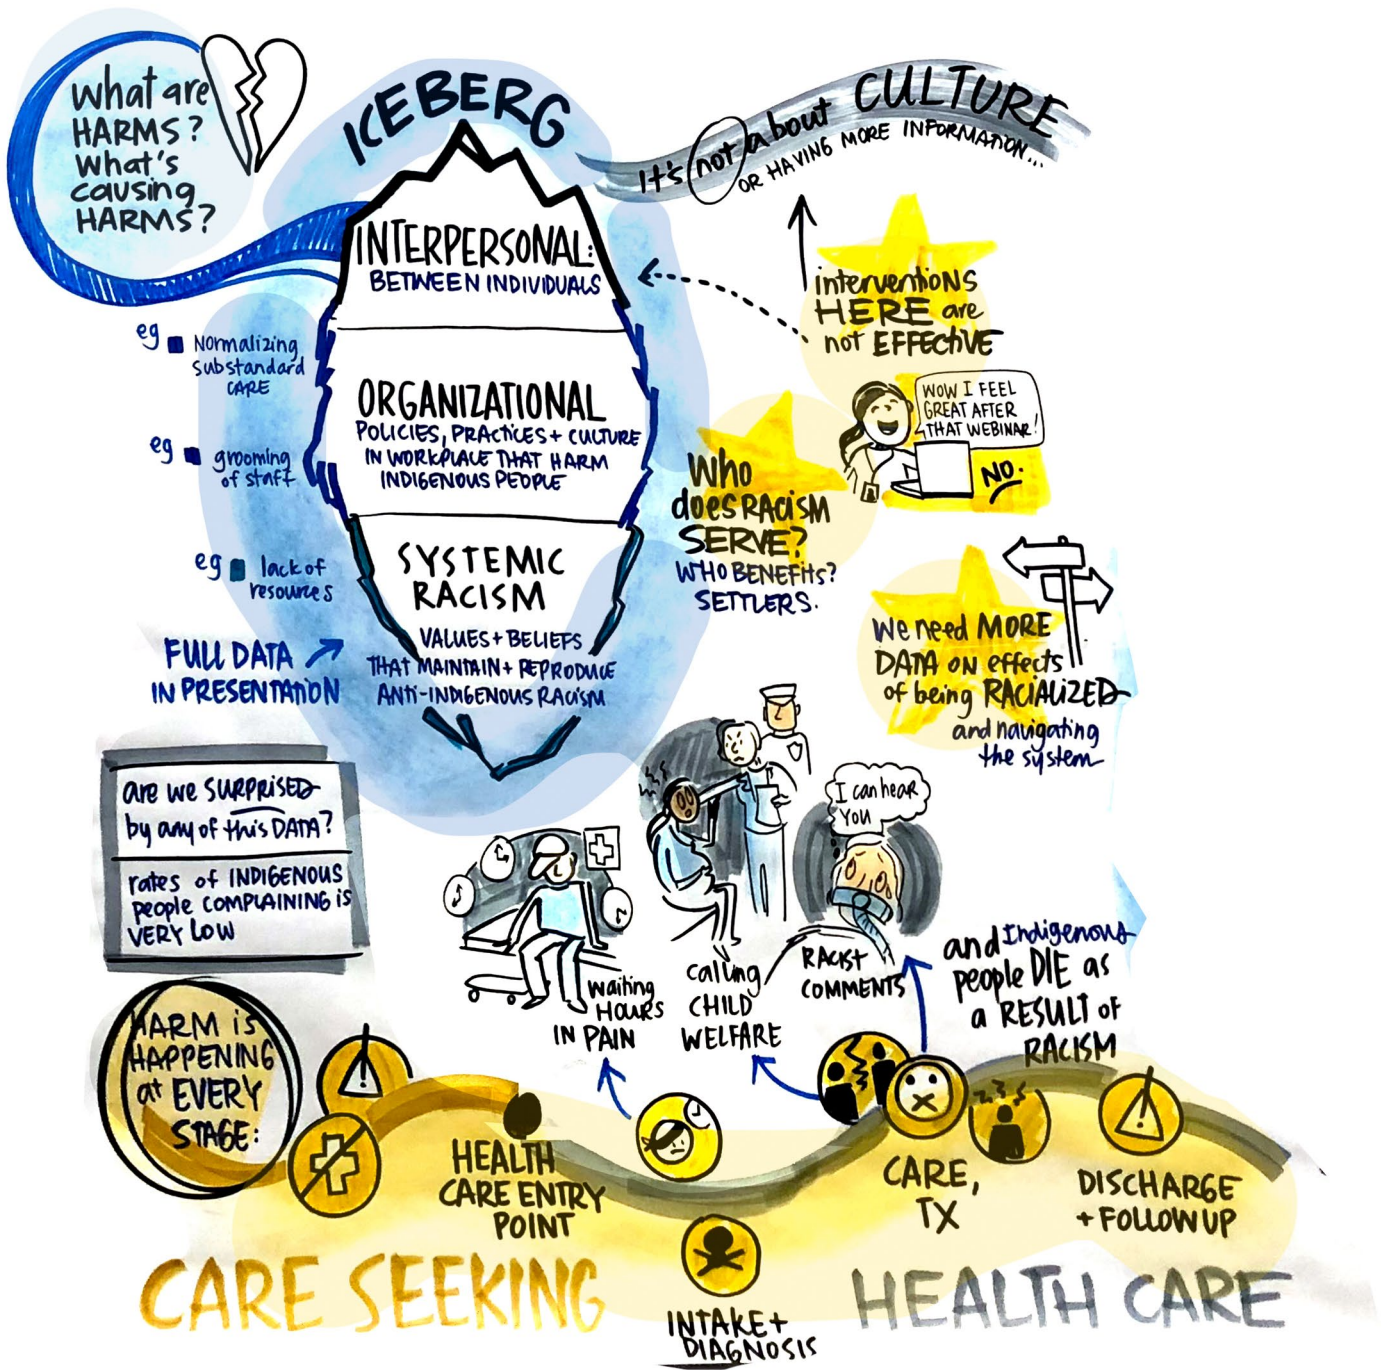 What are
HARMS?
What's
causing
HARMS?
ICEBERG
It's not about CULTURE
OR HAVING MORE INFORMATION...
INTERPERSONAL:
BETWEEN INDIVIDUALS
interventions
HERE are
not EFFECTIVE
eg
Normalizing
substandard
CARE
WOW I FEEL
GREAT AFTER
THAT WEBINAR!
NO.
ORGANIZATIONAL
POLICIES, PRACTICES + CULTURE
IN WORKPLACE THAT HARM
INDIGENOUS PEOPLE
eg
grooming
of staff
Who
does RACISM
SERVE?
WHO BENEFITS?
SETTLERS.
eg
lack of
resources
SYSTEMIC
RACISM
VALUES + BELIEFS
THAT MAINTAIN + REPRODUCE
ANTI-INDIGENOUS RACISM
FULL DATA
IN PRESENTATION
We need MORE
DATA ON effects
of being RACIALIZED
and navigating
the system
are we SURPRISED
by any of this DATA?
rates of INDIGENOUS
people COMPLAINING is
VERY LOW
I can hear
YOU
waiting
HOURS
IN PAIN
calling
CHILD
WELFARE
RACIST
COMMENTS
and Indigenous
people DIE as
a RESULT of
RACISM
HARM is
HAPPENING
at EVERY
STAGE:
HEALTH
CARE ENTRY
POINT
INTAKE +
DIAGNOSIS
CARE,
TX
DISCHARGE
+ FOLLOW UP
CARE SEEKING
HEALTH CARE